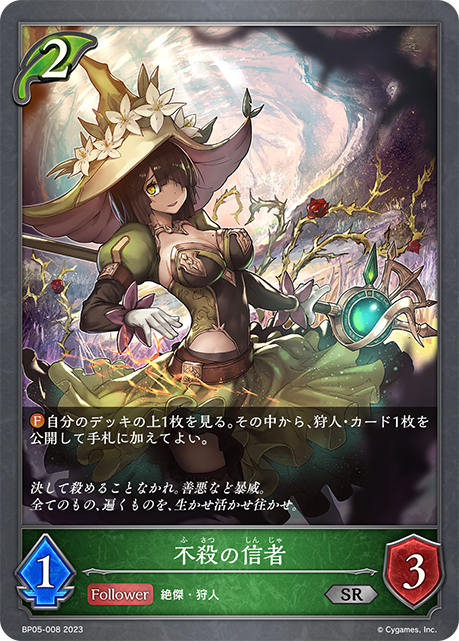 2
F自分のデッキの上1枚を見る。その中から、狩人・カード1枚を
公開して手札に加えてよい。
決して殺めることなかれ。善悪など暴威。
全てのもの、遍くものを、生かせ活かせ往かせ。
ふ さつ しん じゃ
不殺の信者
1
Follower 絶傑・狩人
SR
3
BP05-008 2023
© Cygames, Inc.